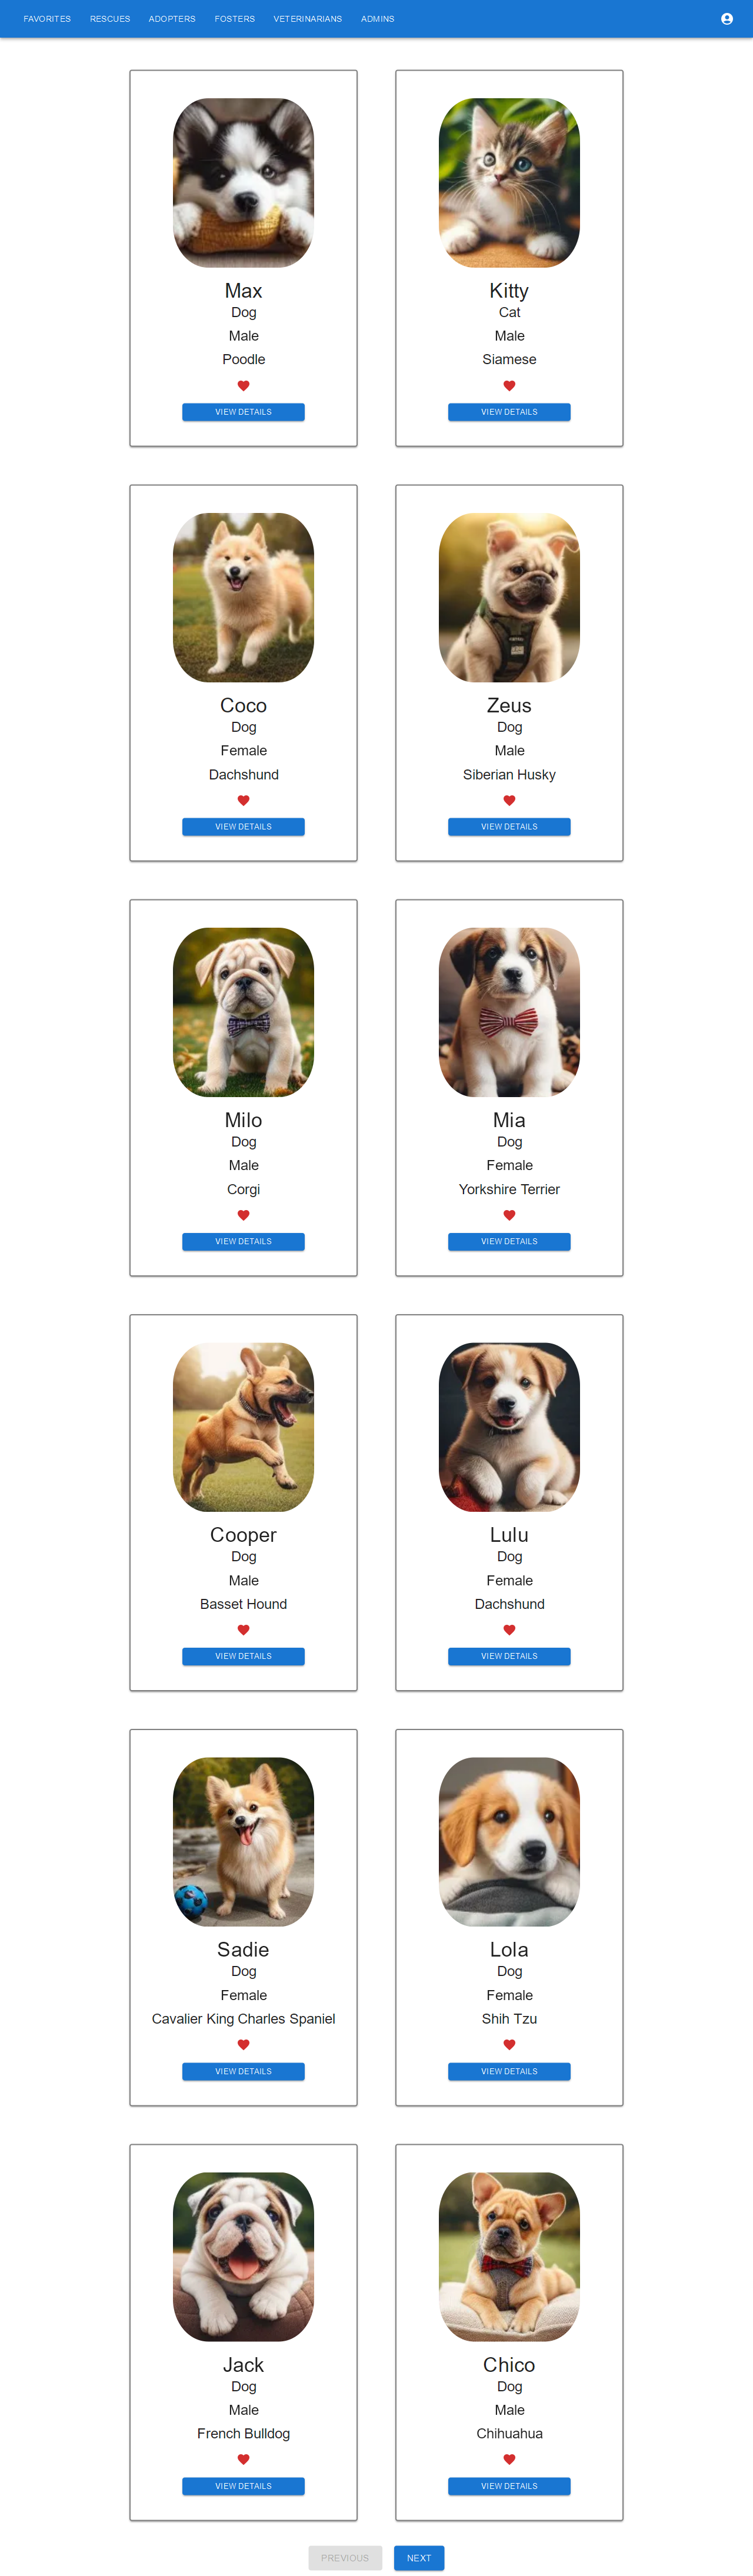 FAVORITES RESCUES ADOPTERS FOSTERS VETERINARIANS ADMINS
Max
Dog
Male
Poodle
VIEW DETAILS
Kitty
Cat
Male
Siamese
VIEW DETAILS
Coco
Dog
Female
Dachshund
VIEW DETAILS
Zeus
Dog
Male
Siberian Husky
VIEW DETAILS
Milo
Dog
Male
Corgi
VIEW DETAILS
Mia
Dog
Female
Yorkshire Terrier
VIEW DETAILS
Cooper
Dog
Male
Basset Hound
VIEW DETAILS
Lulu
Dog
Female
Dachshund
VIEW DETAILS
Sadie
Dog
Female
Cavalier King Charles Spaniel
VIEW DETAILS
Lola
Dog
Female
Shih Tzu
VIEW DETAILS
Jack
Dog
Male
French Bulldog
VIEW DETAILS
Chico
Dog
Male
Chihuahua
VIEW DETAILS
PREVIOUS NEXT